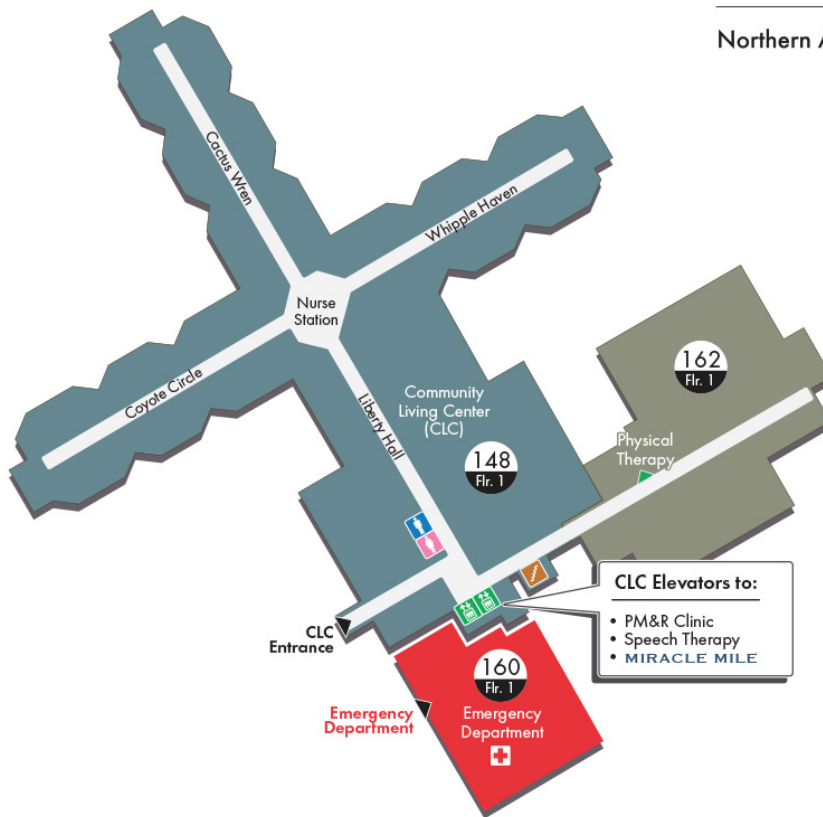 Northern A
Cactus Wren
Whipple Haven
Nurse
Station
Coyote Circle
Liberty Hall
Community
Living Center
(CLC)
148
Flr. 1
162
Flr. 1
Physical
Therapy
CLC Elevators to:
• PM&R Clinic
• Speech Therapy
• MIRACLE MILE
CLC
Entrance
160
Flr. 1
Emergency
Department
Emergency
Department